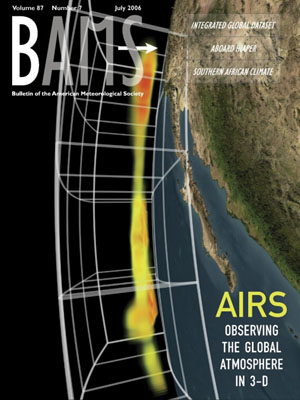 Volume 87 Number 7 July 2006
BAMS
Bulletin of the American Meteorological Society
INTEGRATED GLOBAL DATASET
ABOARD HAPER
SOUTHERN AFRICAN CLIMATE
AIRS
OBSERVING
THE GLOBAL
ATMOSPHERE
IN 3-D